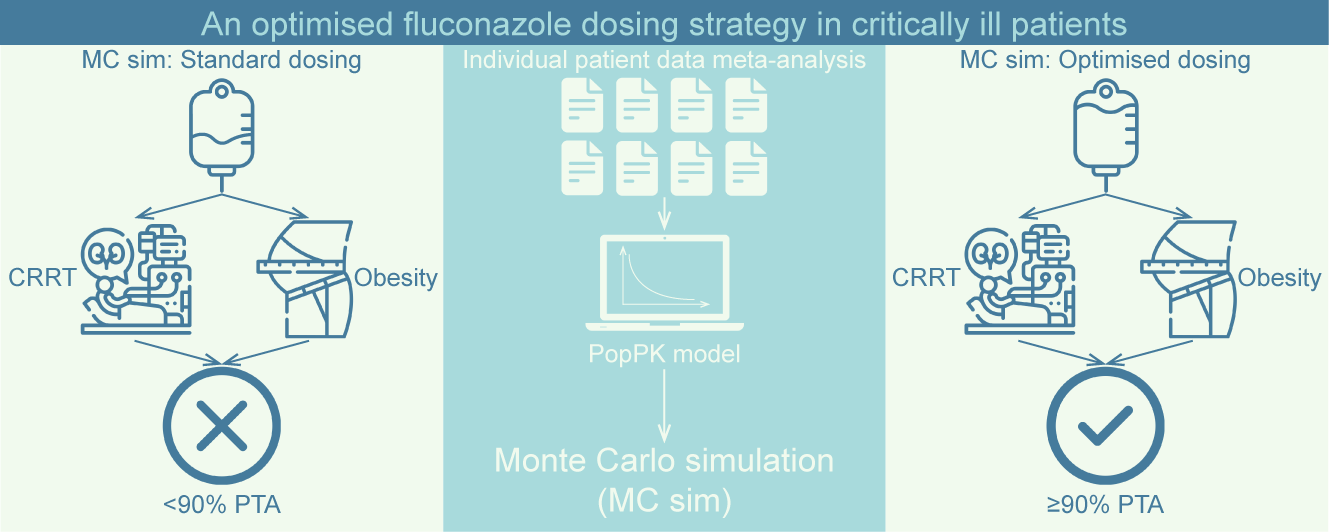 An optimised fluconazole dosing strategy in critically ill patients
MC sim: Standard dosing
CRRT
Obesity
<90% PTA
Individual patient data meta-analysis
PopPK model
Monte Carlo simulation
(MC sim)
MC sim: Optimised dosing
CRRT
Obesity
≥90% PTA